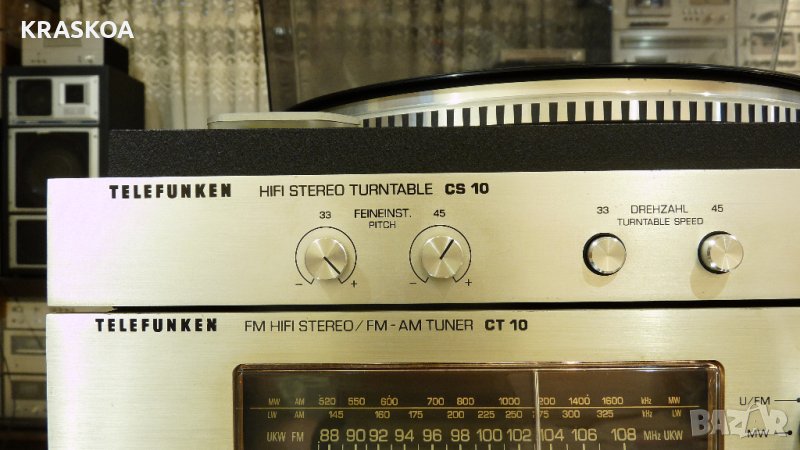 KRASKOA
TELEFUNKEN HIFI STEREO TURNTABLE CS 10
33 FEINEINST. 45 33 DREHZAHL 45
PITCH TURNTABLE SPEED
- + - +
TELEFUNKEN FM HIFI STEREO/FM-AM TUNER CT 10
MW AM 520 550 600 700 800 1000 1200 1400 1600 kHz MW
LW AM 145 160 175 200 225 250 275 300 325 kHz LW
UKW FM 88 90 92 94 96 98 100 102 104 106 108 MHz UKW
U/FM
MW
BAZAR